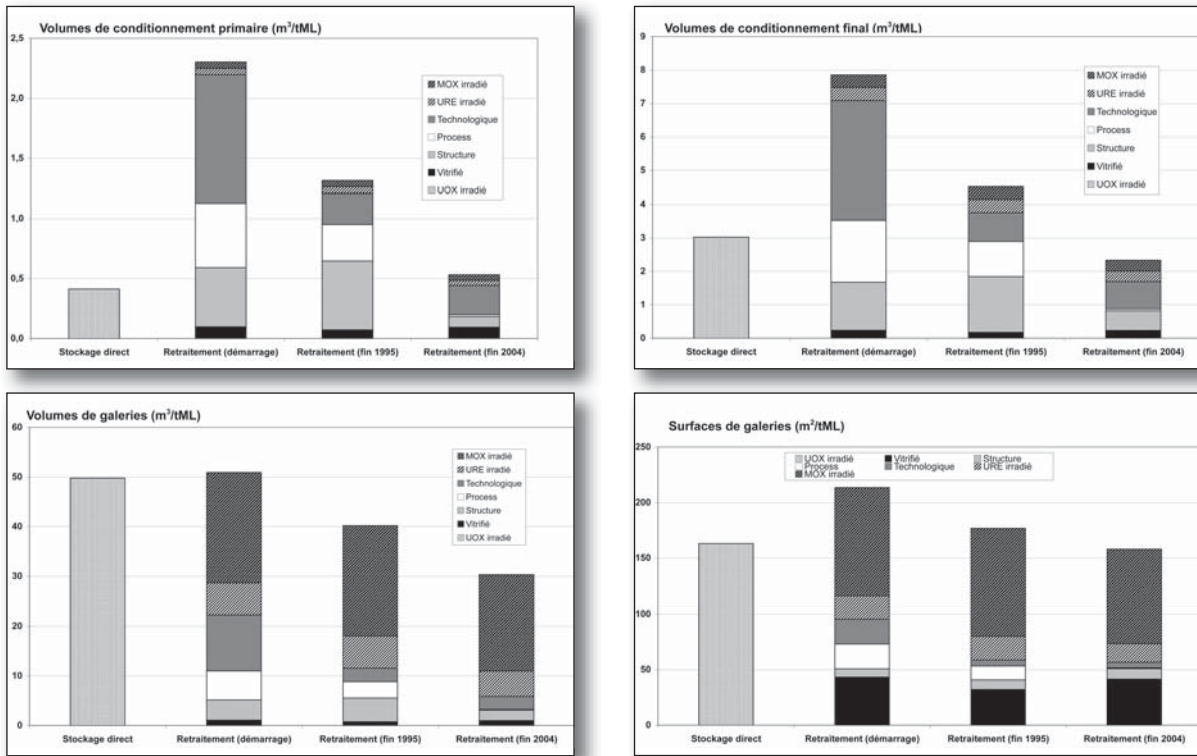 Volumes de conditionnement primaire (m³/tML)
2,5
2,0
1,5
1,0
0,5
0,0
MOX irradié
URE irradié
Technologique
Process
Structure
Vitrifié
UOX irradié
Stockage direct Retraitement (démarrage) Retraitement (fin 1995) Retraitement (fin 2004)
Volumes de conditionnement final (m³/tML)
9
8
7
6
5
4
3
2
1
0
MOX irradié
URE irradié
Technologique
Process
Structure
Vitrifié
UOX irradié
Stockage direct Retraitement (démarrage) Retraitement (fin 1995) Retraitement (fin 2004)
Volumes de galeries (m³/tML)
60
50
40
30
20
10
0
MOX irradié
URE irradié
Technologique
Process
Structure
Vitrifié
UOX irradié
Stockage direct Retraitement (démarrage) Retraitement (fin 1995) Retraitement (fin 2004)
Surfaces de galeries (m²/tML)
250
200
150
100
50
0
UOX irradié Vitrifié Structure
Process Technologique URE irradié
MOX irradié
Stockage direct Retraitement (démarrage) Retraitement (fin 1995) Retraitement (fin 2004)